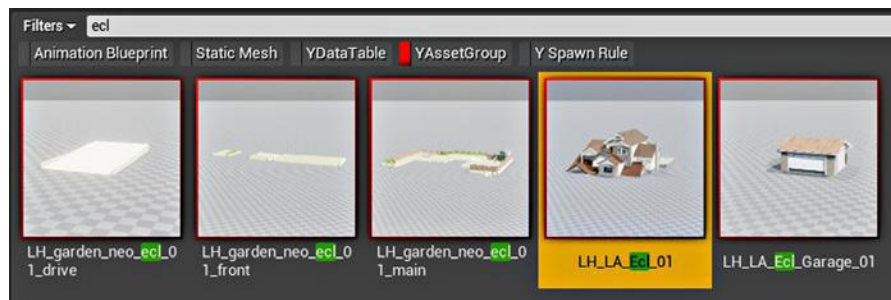 Filters ecl
Animation Blueprint Static Mesh YDataTable YAssetGroup Y Spawn Rule
LH_garden_neo_ecl_0
1_drive
LH_garden_neo_ecl_0
1_front
LH_garden_neo_ecl_0
1_main
LH_LA_Ecl_01
LH_LA_Ecl_Garage_01